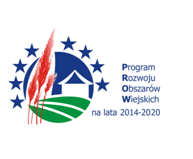 Program
Rozwoju
Obszarów
Wiejskich
na lata 2014-2020